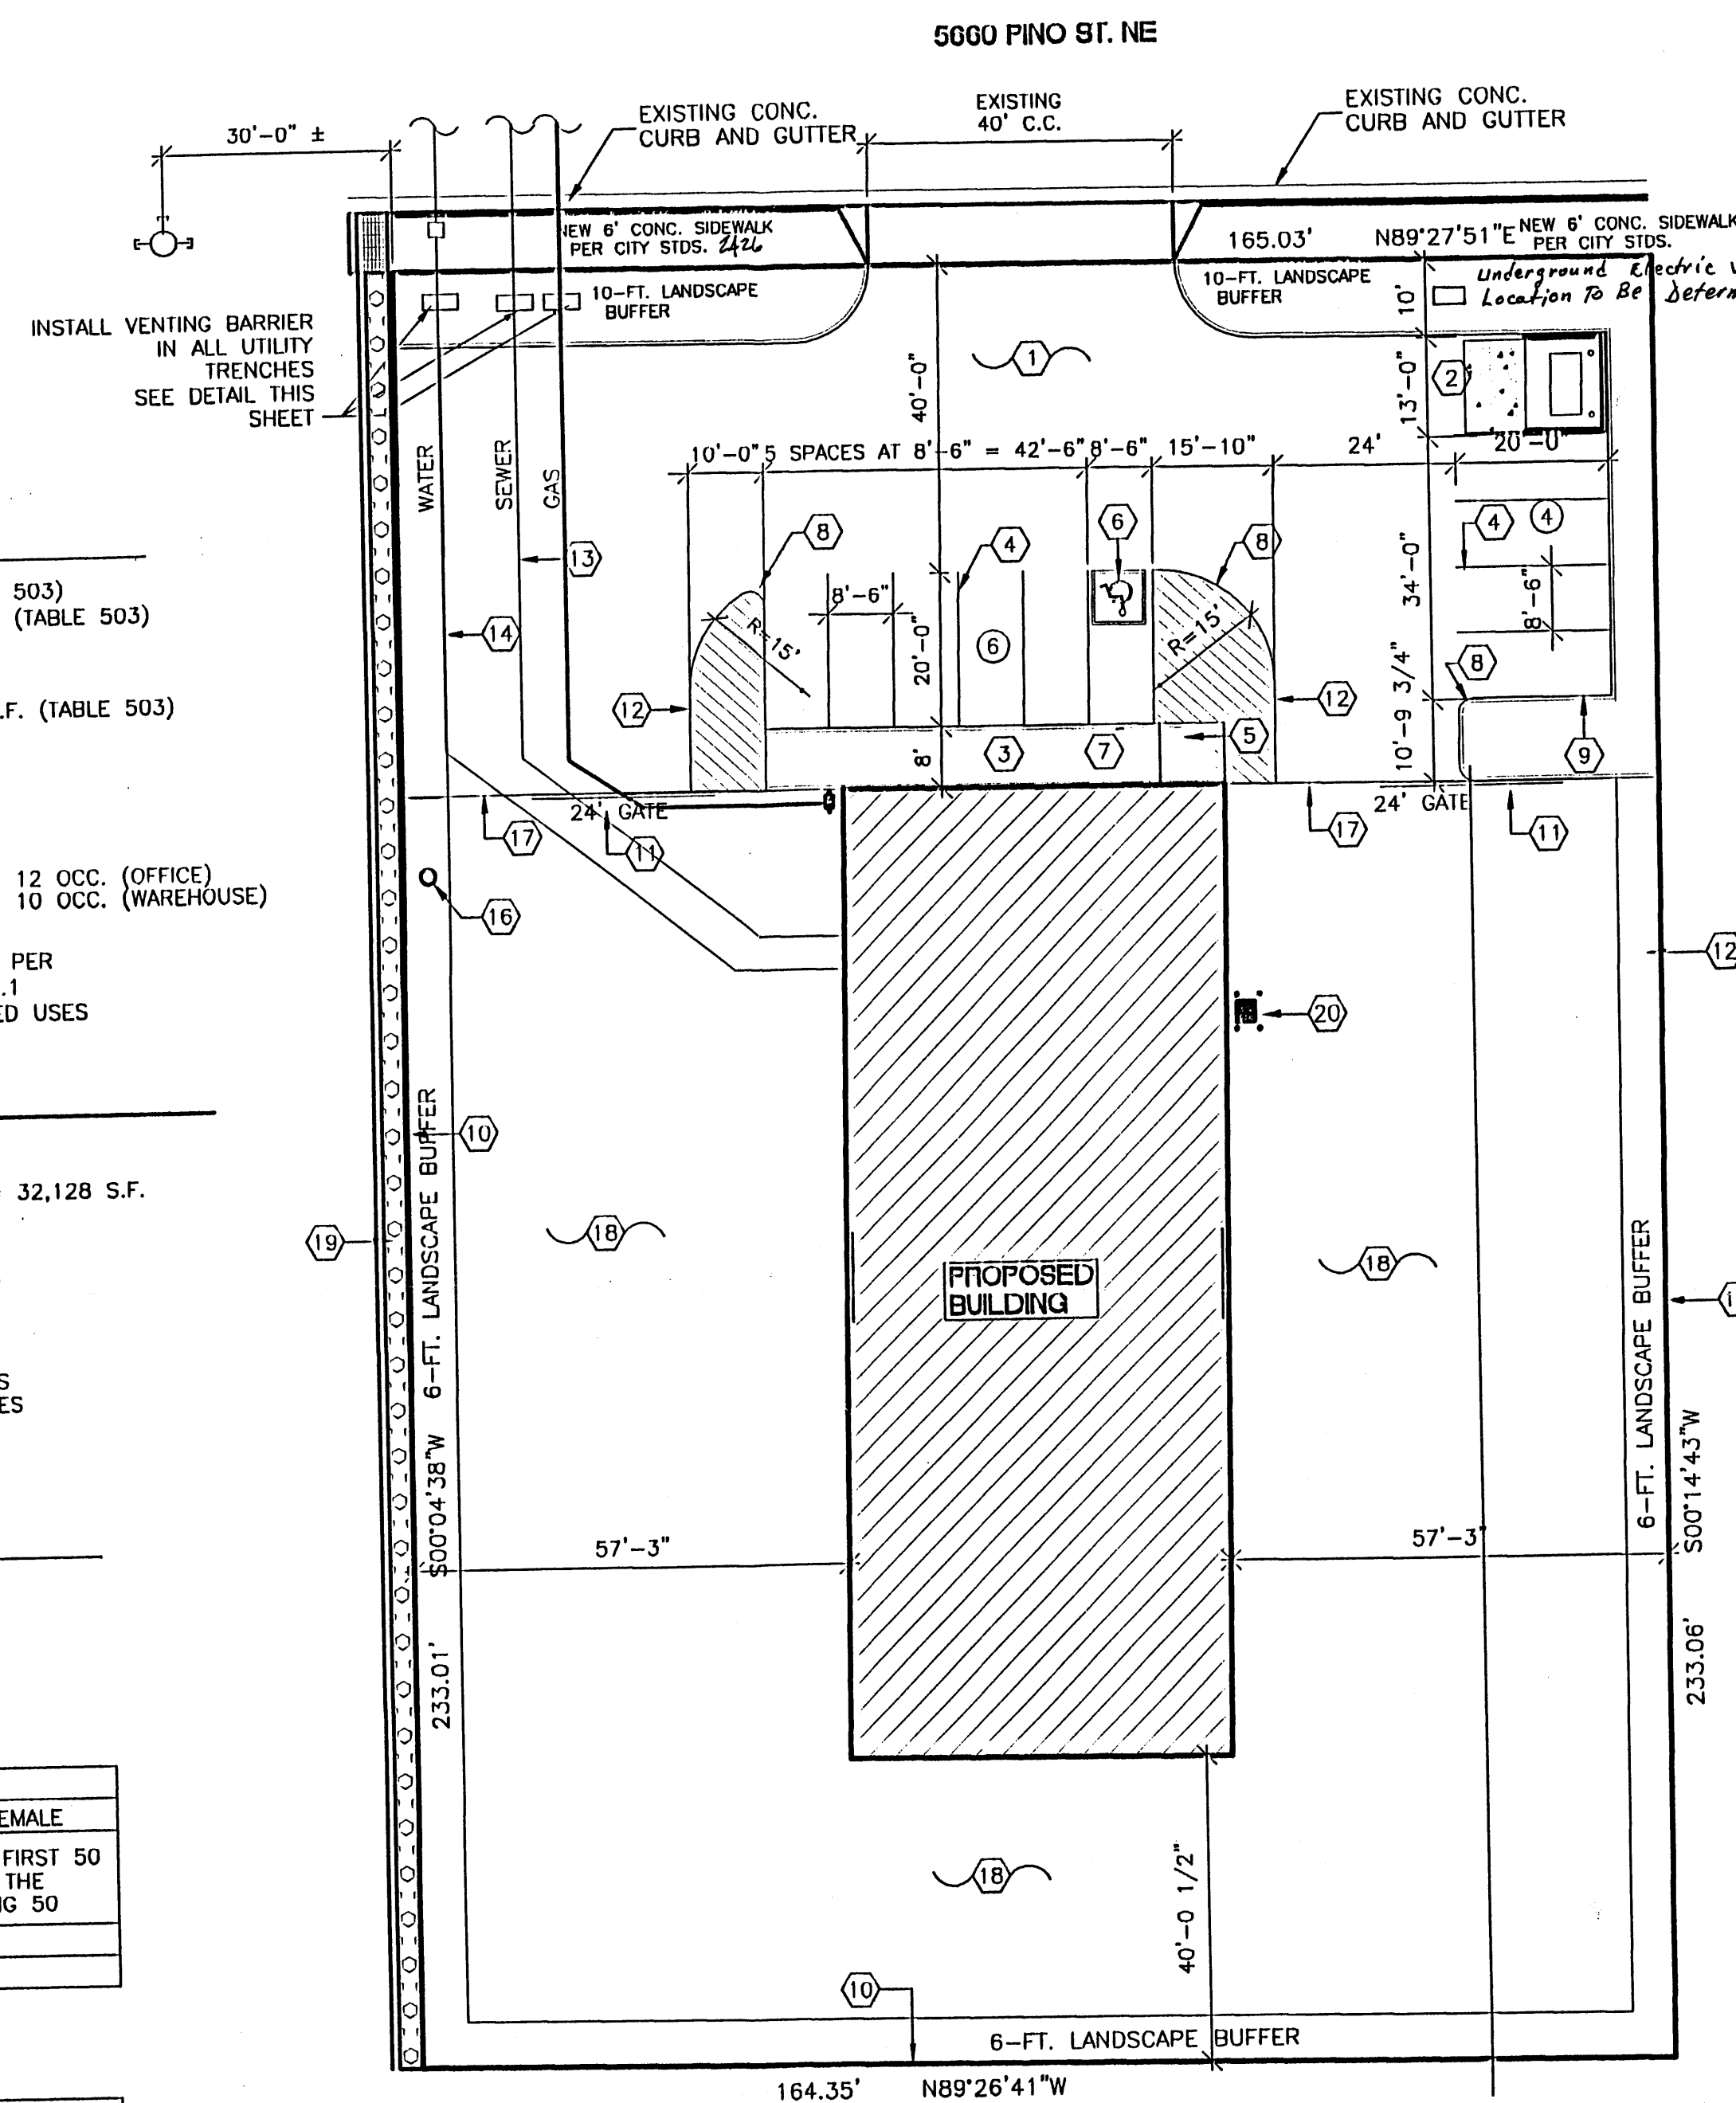 5660 PINO ST. NE
EXISTING CONC.
CURB AND GUTTER
EXISTING
40' C.C.
EXISTING CONC.
CURB AND GUTTER
30'-0" ±
NEW 6' CONC. SIDEWALK
PER CITY STDS. 2426
165.03'
N89°27'51"E
NEW 6' CONC. SIDEWALK
PER CITY STDS.
10-FT. LANDSCAPE
BUFFER
10-FT. LANDSCAPE
BUFFER
Underground Electric
Location To Be
10'
INSTALL VENTING BARRIER
IN ALL UTILITY
TRENCHES
SEE DETAIL THIS
SHEET
1
2
40'-0"
13'-0"
10'-0"
5 SPACES AT 8'-6" = 42'-6"
8'-6"
15'-10"
24'
20'-0"
WATER
SEWER
GAS
8
4
6
8
4
4
13
8'-6"
34'-0"
8'-6"
503)
(TABLE 503)
14
R=15'
20'-0"
6
R=15'
8
12
12
10'-9 3/4"
.F. (TABLE 503)
8'
3
7
5
9
24' GATE
24' GATE
17
11
17
11
12 OCC. (OFFICE)
10 OCC. (WAREHOUSE)
16
PER
.1
ED USES
12
20
10
6-FT. LANDSCAPE BUFFER
32,128 S.F.
19
18
18
PROPOSED
BUILDING
6-FT. LANDSCAPE BUFFER
S
ES
S00°04'38"W
S00°14'43"W
57'-3"
57'-3"
233.01'
233.06'
EMALE
FIRST 50
THE
NG 50
18
40'-0 1/2"
10
6-FT. LANDSCAPE BUFFER
164.35'
N89°26'41"W